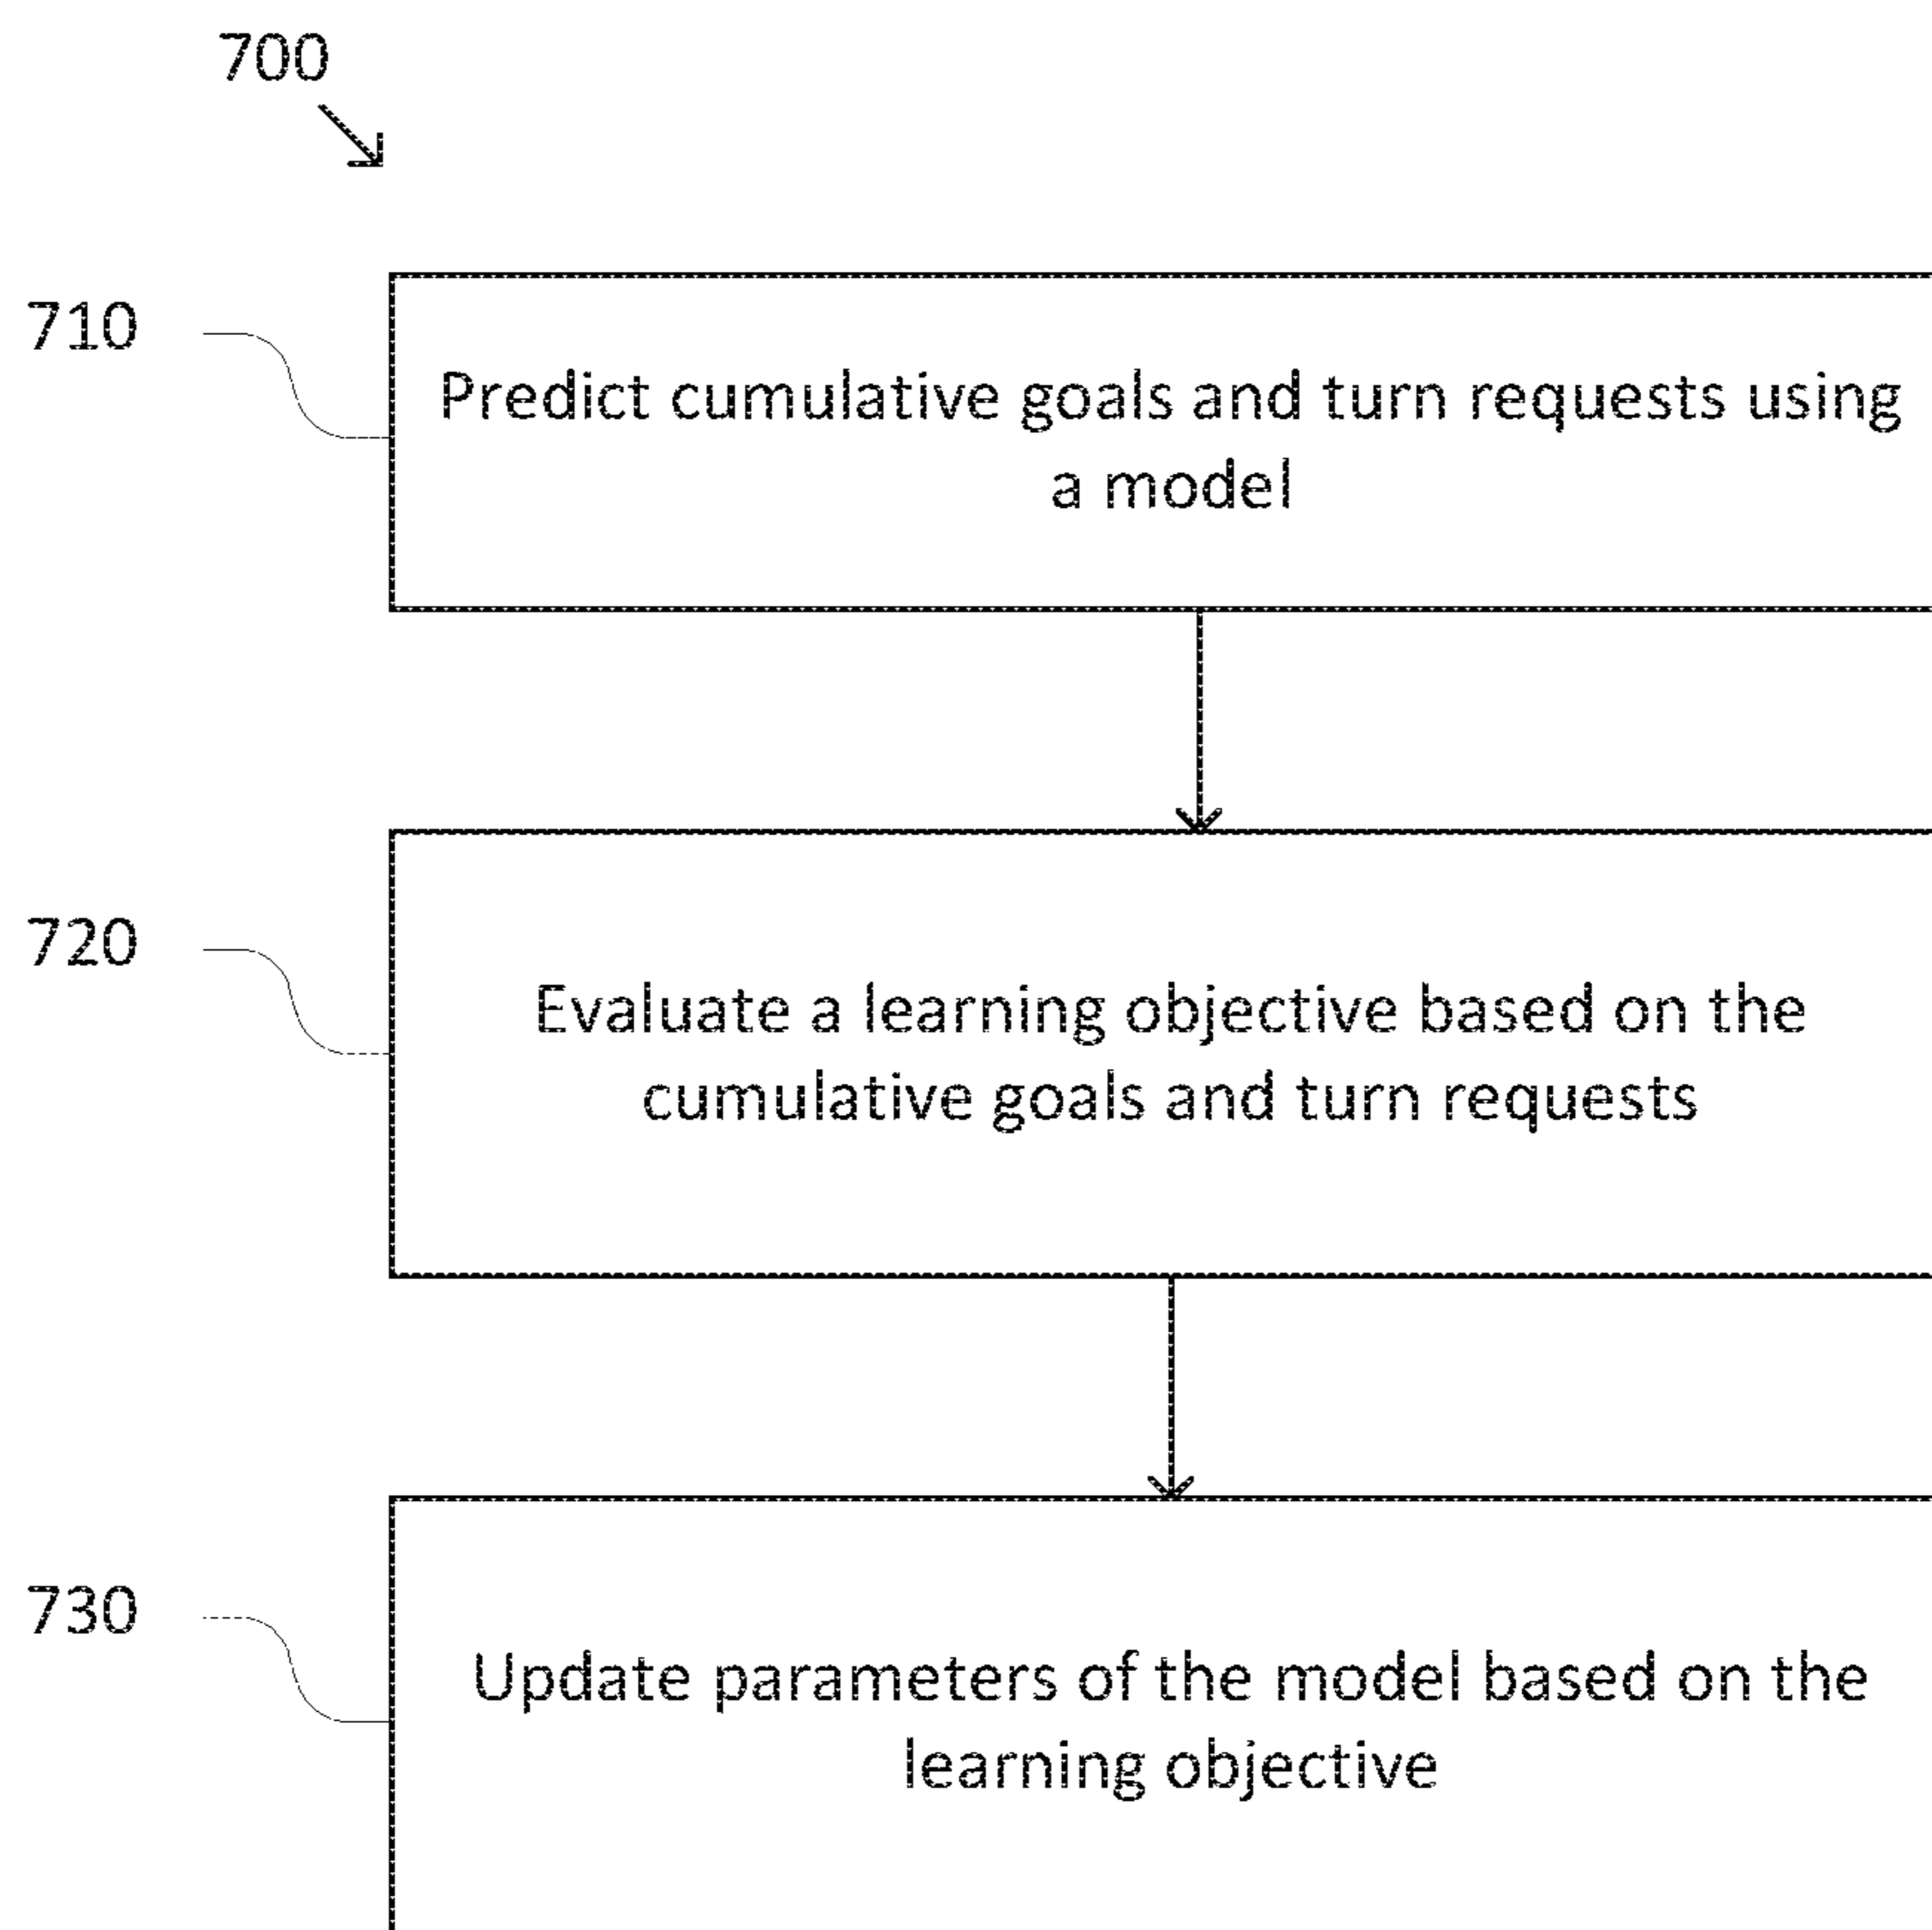 700
710
Predict cumulative goals and turn requests using
a model
720
Evaluate a learning objective based on the
cumulative goals and turn requests
730
Update parameters of the model based on the
learning objective